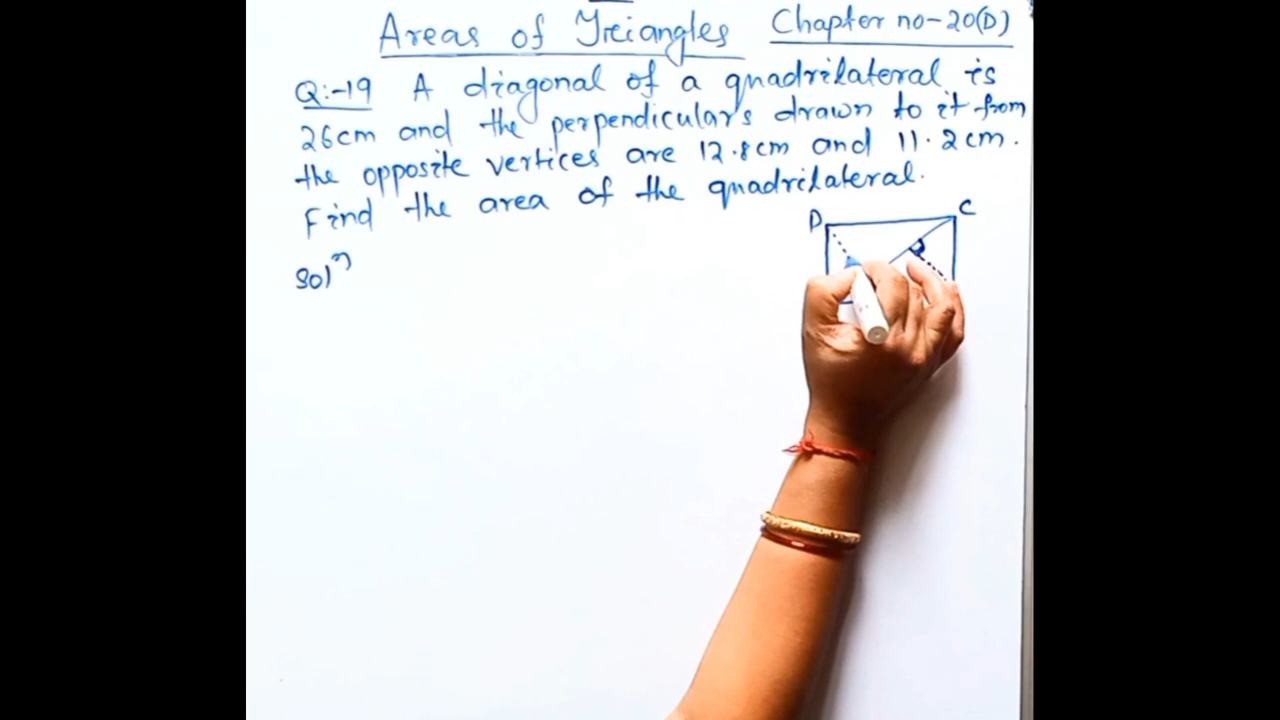 Areas of Treiangles Chapter no-20(D)
Q:-19 A diagonal of a quadrilateral is
26cm and the perpendiculars drawn to it from
the opposite vertices are 12.8cm and 11.2cm.
Find the area of the quadrilateral.
D C
Solⁿ